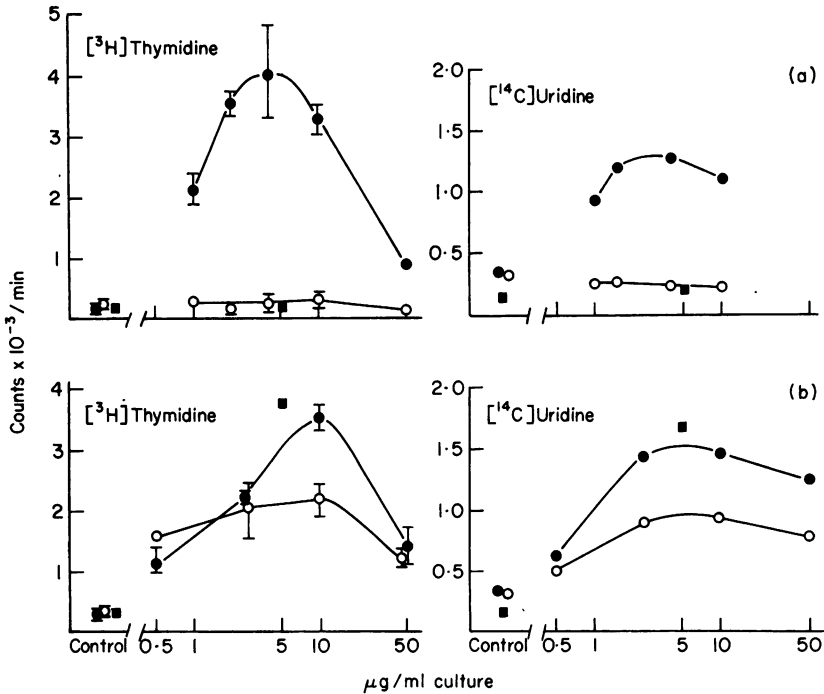 [³H]Thymidine
5
4
3
2
1
(a)
[¹⁴C]Uridine
2·0
1·5
1·0
0·5
Counts x 10⁻³/min
[³H]Thymidine
4
3
2
1
Control 0·5 1 5 10 50
(b)
[¹⁴C]Uridine
2·0
1·5
1·0
0·5
Control 0·5 1 5 10 50
μg/ml culture